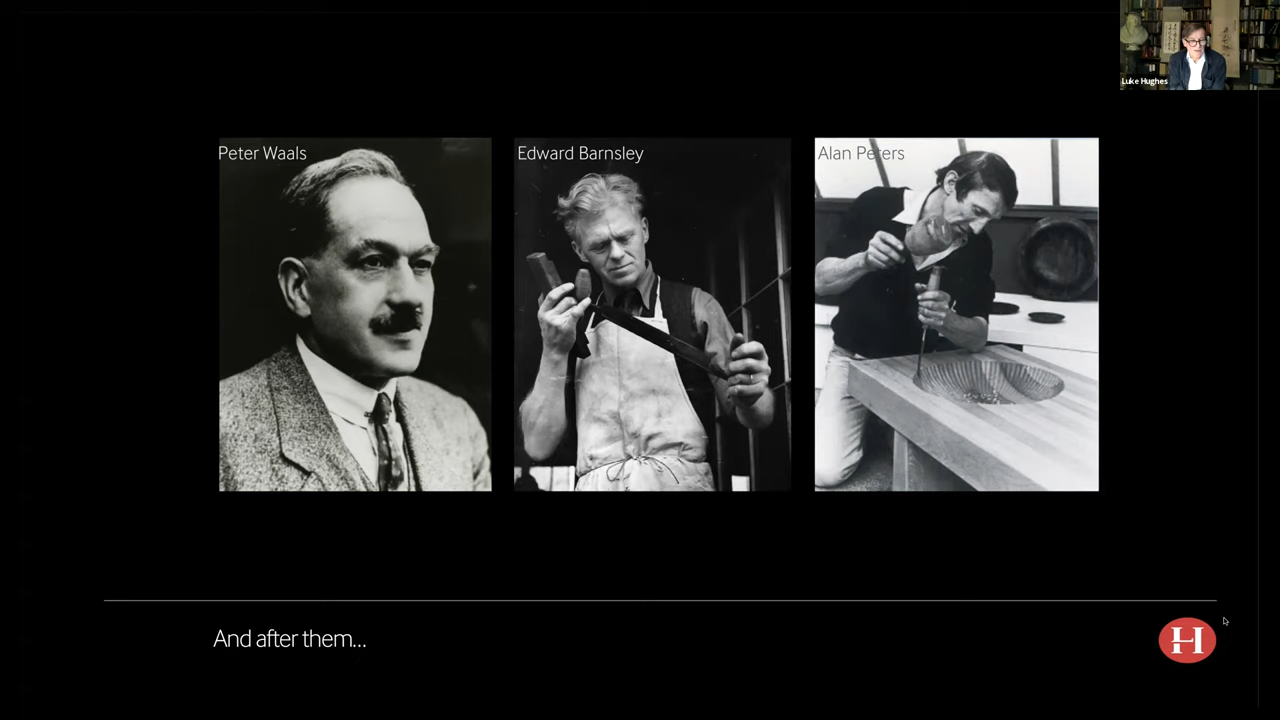 Luke Hughes
Peter Waals
Edward Barnsley
Alan Peters
And after them...
H